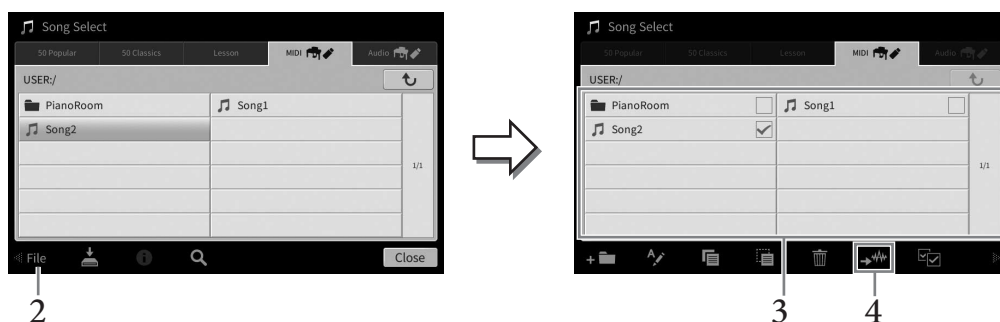 Song Select
50 Popular 50 Classics Lesson MIDI Audio
USER:/
PianoRoom Song1
Song2
1/1
File Close
2
Song Select
50 Popular 50 Classics Lesson MIDI Audio
USER:/
PianoRoom Song1
Song2
1/1
3 4